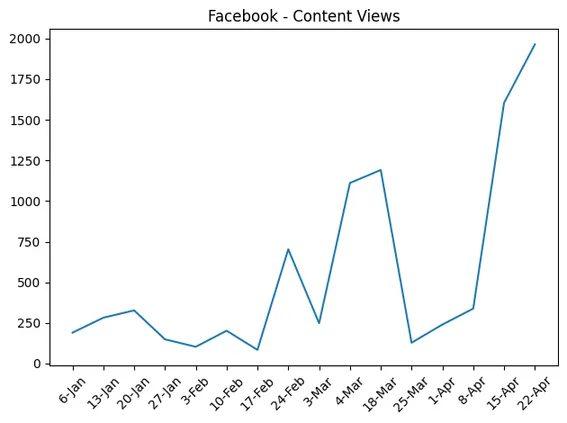 Facebook - Content Views
2000
1750
1500
1250
1000
750
500
250
0
6-Jan
13-Jan
20-Jan
27-Jan
3-Feb
10-Feb
17-Feb
24-Feb
3-Mar
4-Mar
18-Mar
25-Mar
1-Apr
8-Apr
15-Apr
22-Apr